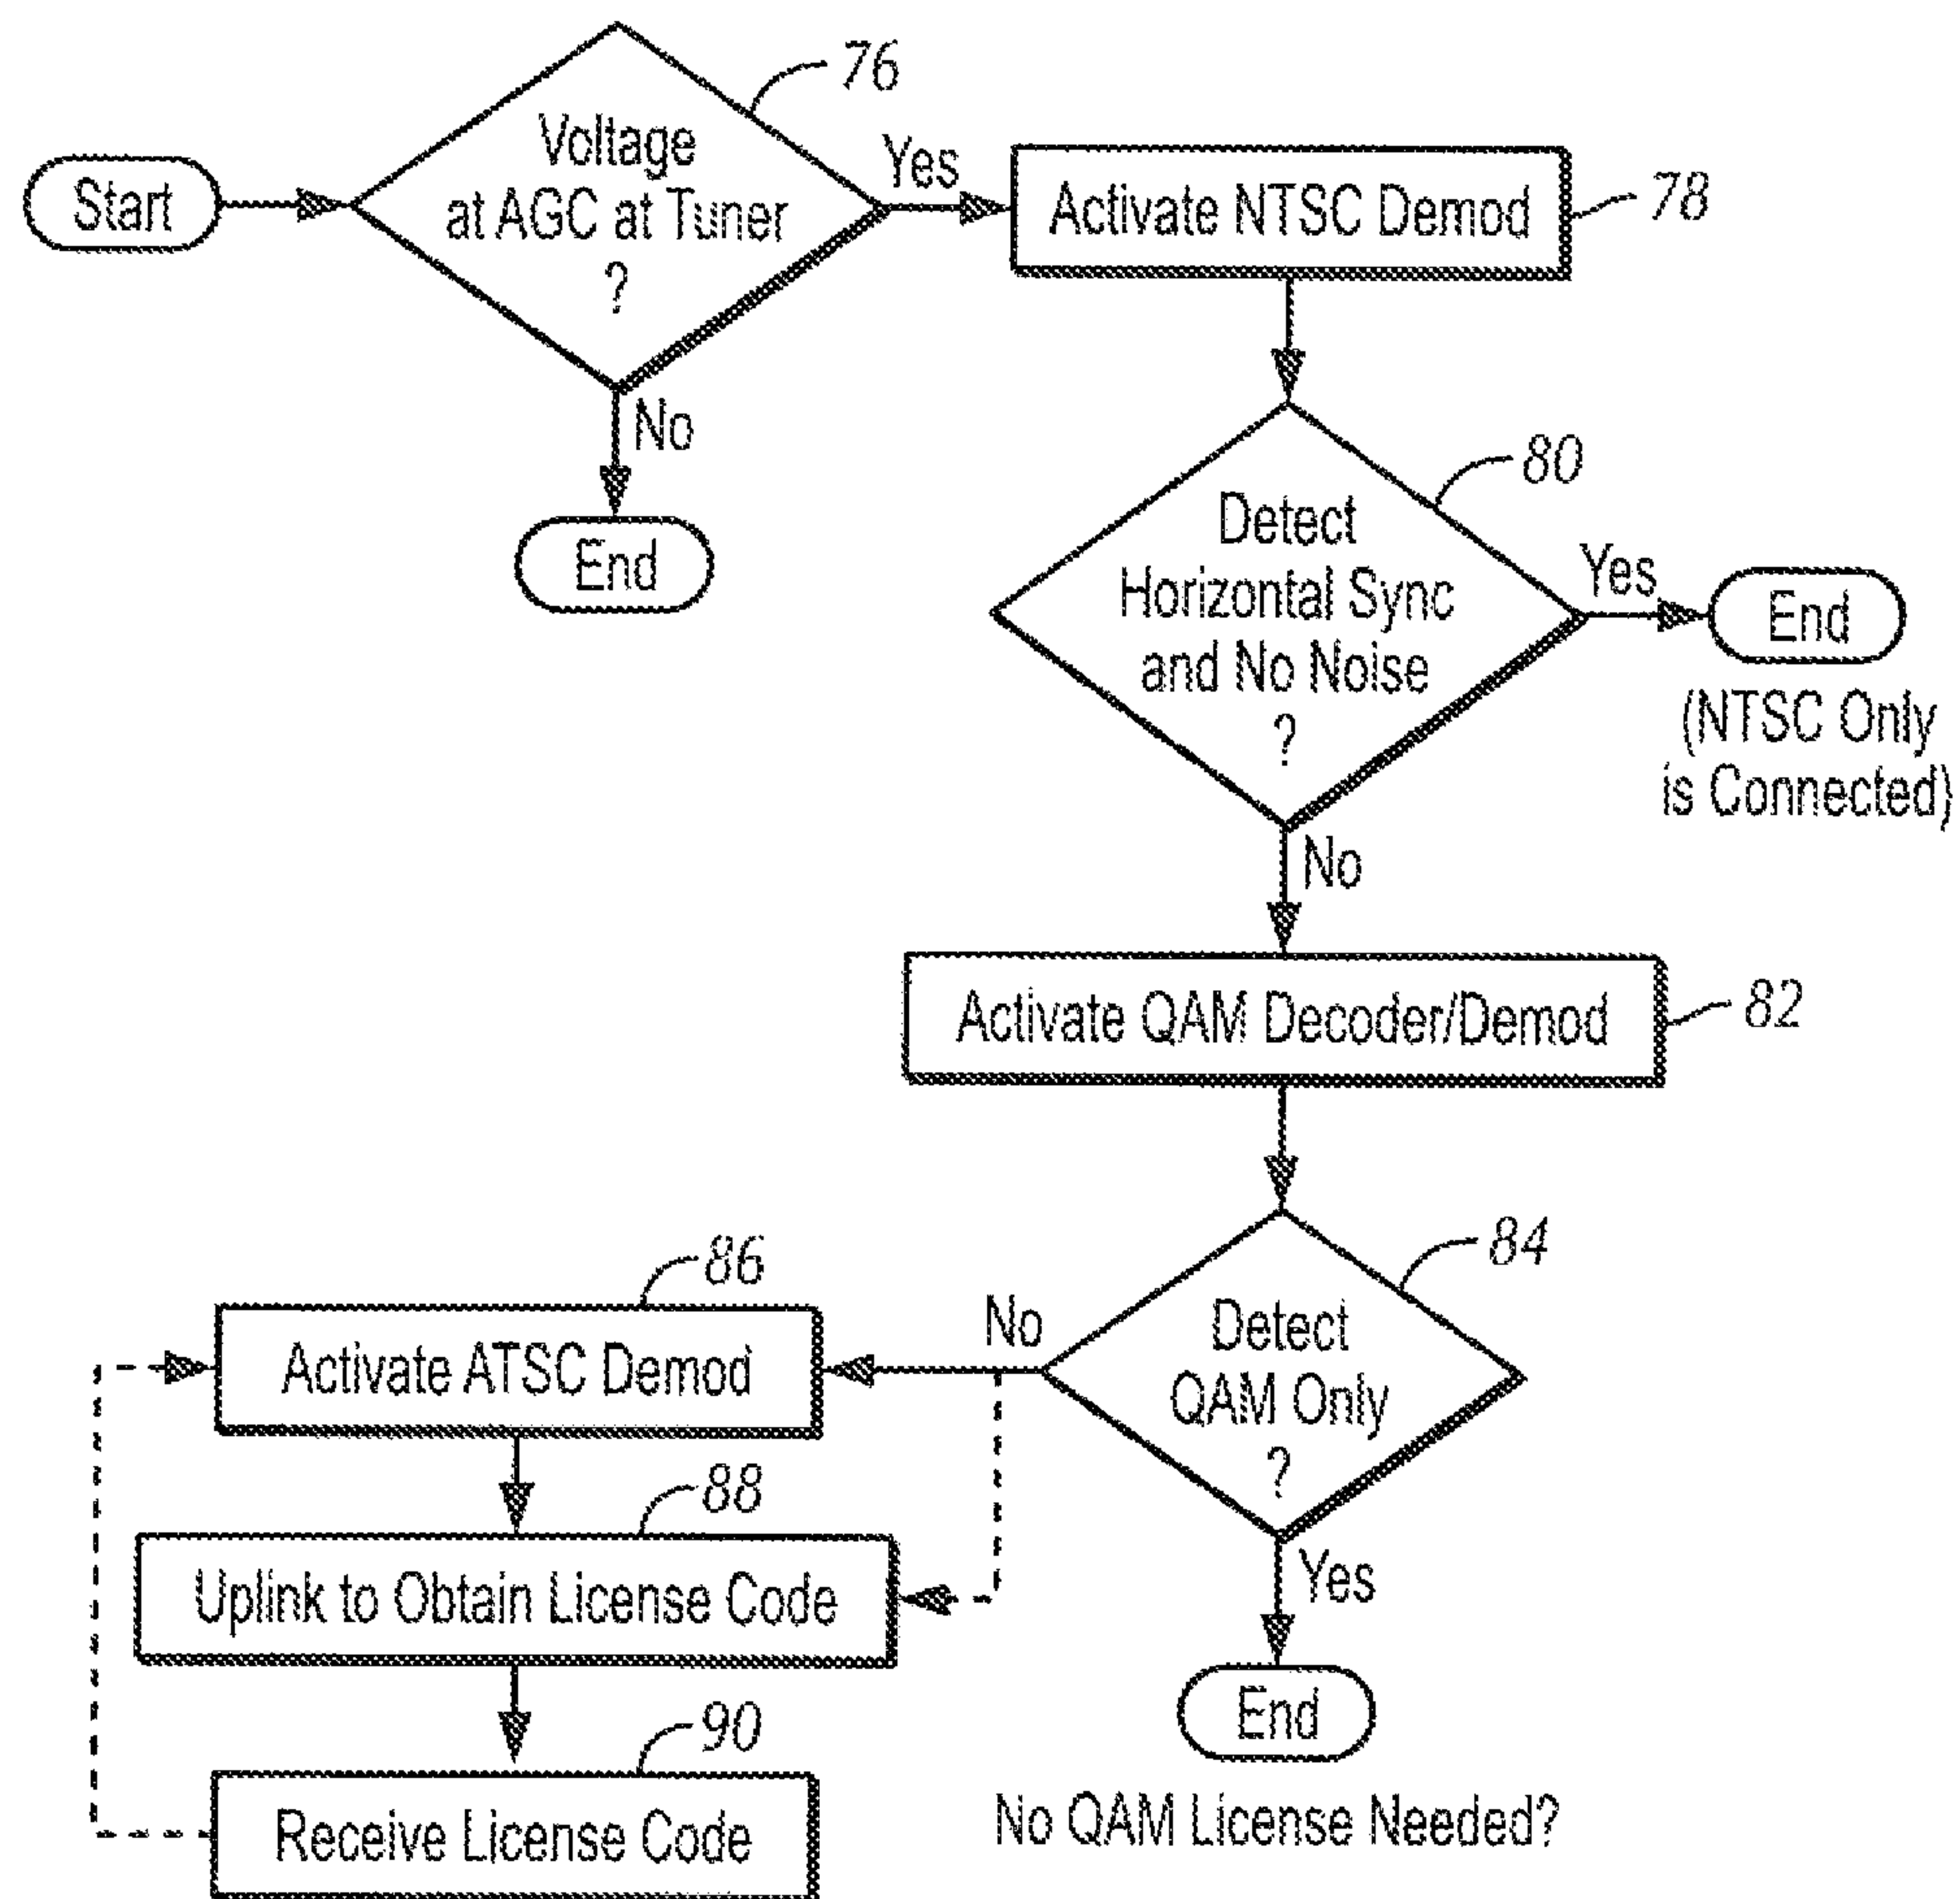 76
Start
Voltage
at AGC at Tuner
?
Yes
Activate NTSC Demod
78
No
End
80
Detect
Horizontal Sync
and No Noise
?
Yes
End
(NTSC Only
is Connected)
No
Activate QAM Decoder/Demod
82
84
Detect
QAM Only
?
No
86
Activate ATSC Demod
88
Uplink to Obtain License Code
Yes
End
No QAM License Needed?
90
Receive License Code